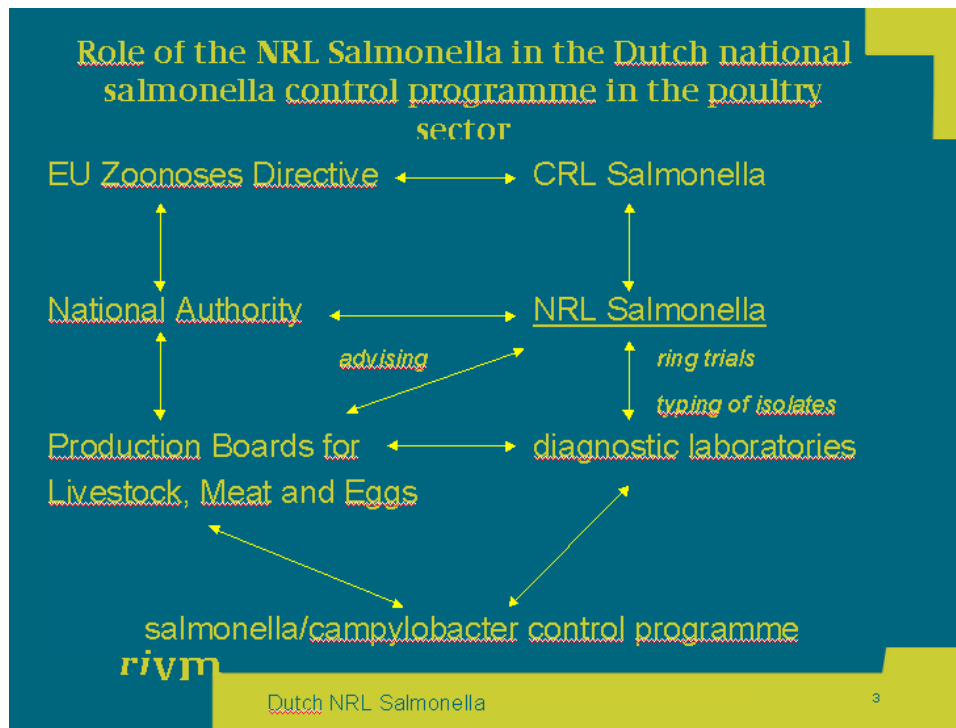 Role of the NRL Salmonella in the Dutch national
salmonella control programme in the poultry
sector
EU Zoonoses Directive
CRL Salmonella
National Authority
NRL Salmonella
advising
ring trials
typing of isolates
Production Boards for
Livestock, Meat and Eggs
diagnostic laboratories
salmonella/campylobacter control programme
rivm
Dutch NRL Salmonella
3